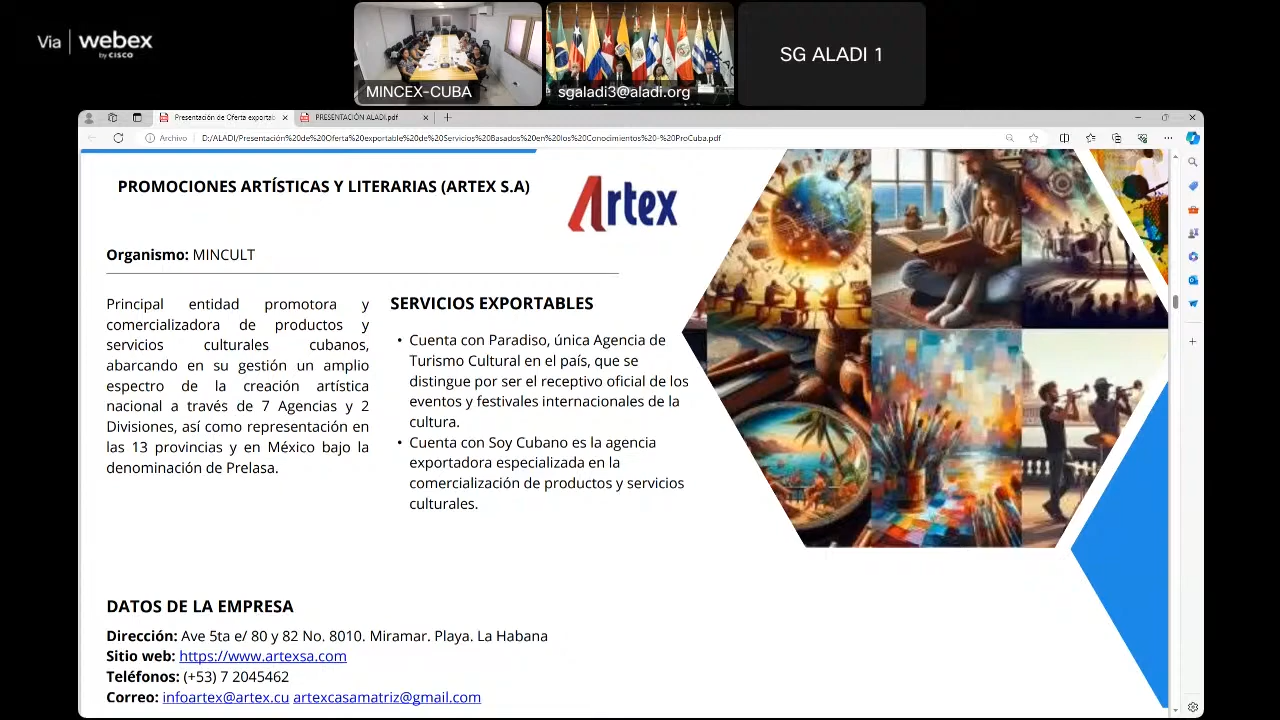 Via | webex
by CISCO
MINCEX-CUBA
sgaladi3@aladi.org
SG ALADI 1
Presentación de Oferta exportab
PRESENTACIÓN ALADI.pdf
Archivo
D:/ALADI/Presentación%20de%20Oferta%20exportable%20de%20Servicios%20Basados%20en%20los%20Conocimientos%20-%20ProCuba.pdf
PROMOCIONES ARTÍSTICAS Y LITERARIAS (ARTEX S.A)
Artex
Organismo: MINCULT
Principal entidad promotora y
comercializadora de productos y
servicios culturales cubanos,
abarcando en su gestión un amplio
espectro de la creación artística
nacional a través de 7 Agencias y 2
Divisiones, así como representación en
las 13 provincias y en México bajo la
denominación de Prelasa.
SERVICIOS EXPORTABLES
• Cuenta con Paradiso, única Agencia de
Turismo Cultural en el país, que se
distingue por ser el receptivo oficial de los
eventos y festivales internacionales de la
cultura.
• Cuenta con Soy Cubano es la agencia
exportadora especializada en la
comercialización de productos y servicios
culturales.
DATOS DE LA EMPRESA
Dirección: Ave 5ta e/ 80 y 82 No. 8010. Miramar. Playa. La Habana
Sitio web: https://www.artexsa.com
Teléfonos: (+53) 7 2045462
Correo: infoartex@artex.cu artexcasamatriz@gmail.com